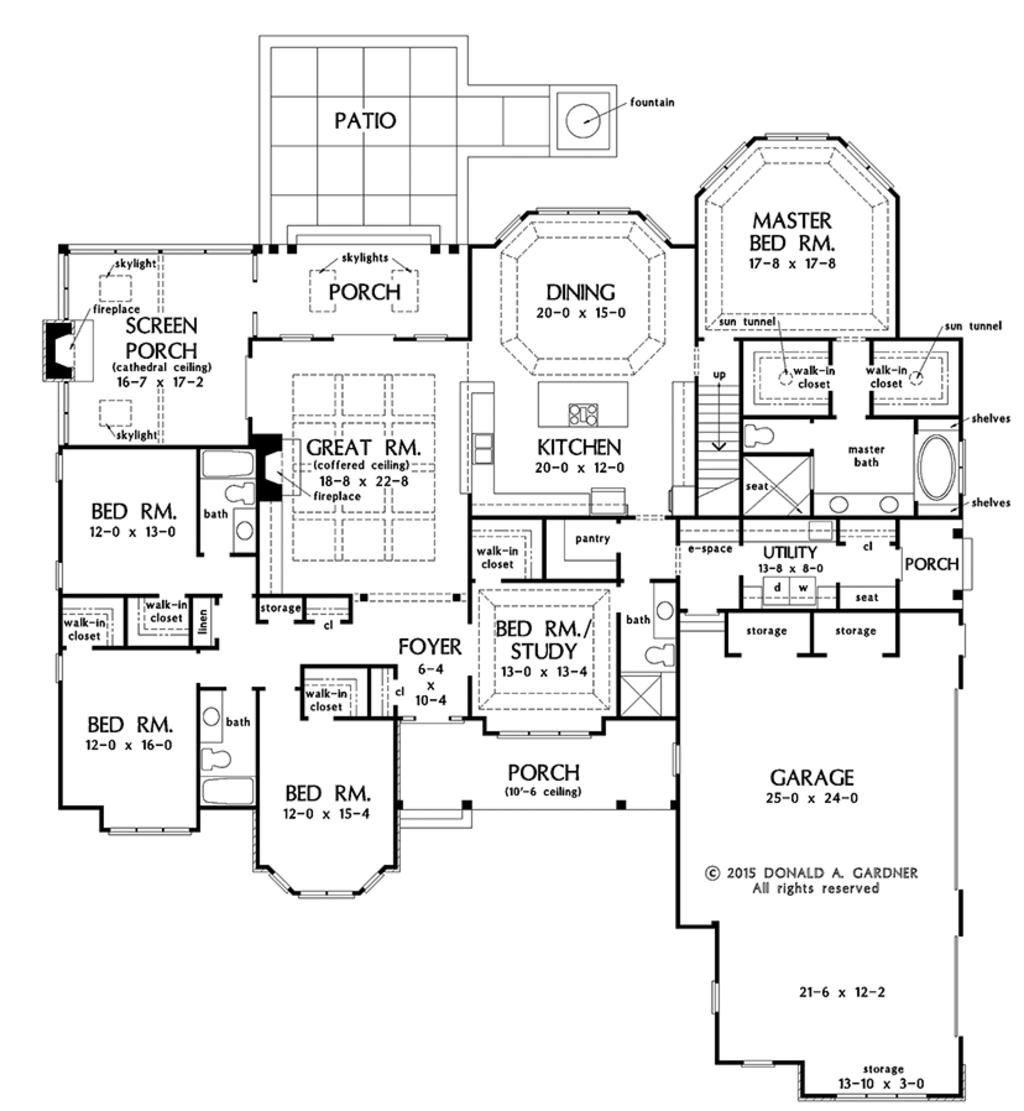 fountain
PATIO
MASTER
BED RM.
17-8 x 17-8
skylight
skylights
PORCH
DINING
20-0 x 15-0
fireplace
SCREEN
PORCH
(cathedral ceiling)
16-7 x 17-2
skylight
sun tunnel
sun tunnel
up
walk-in
closet
walk-in
closet
shelves
GREAT RM.
(coffered ceiling)
18-8 x 22-8
fireplace
KITCHEN
20-0 x 12-0
master
bath
seat
shelves
BED RM.
12-0 x 13-0
bath
walk-in
closet
pantry
e-space
UTILITY
13-8 x 8-0
d
w
cl
seat
PORCH
walk-in
closet
walk-in
closet
linen
storage
cl
FOYER
6-4
x
10-4
BED RM./
STUDY
13-0 x 13-4
bath
storage
storage
walk-in
closet
cl
BED RM.
12-0 x 16-0
bath
BED RM.
12-0 x 15-4
PORCH
(10'-6 ceiling)
GARAGE
25-0 x 24-0
© 2015 DONALD A. GARDNER
All rights reserved
21-6 x 12-2
storage
13-10 x 3-0